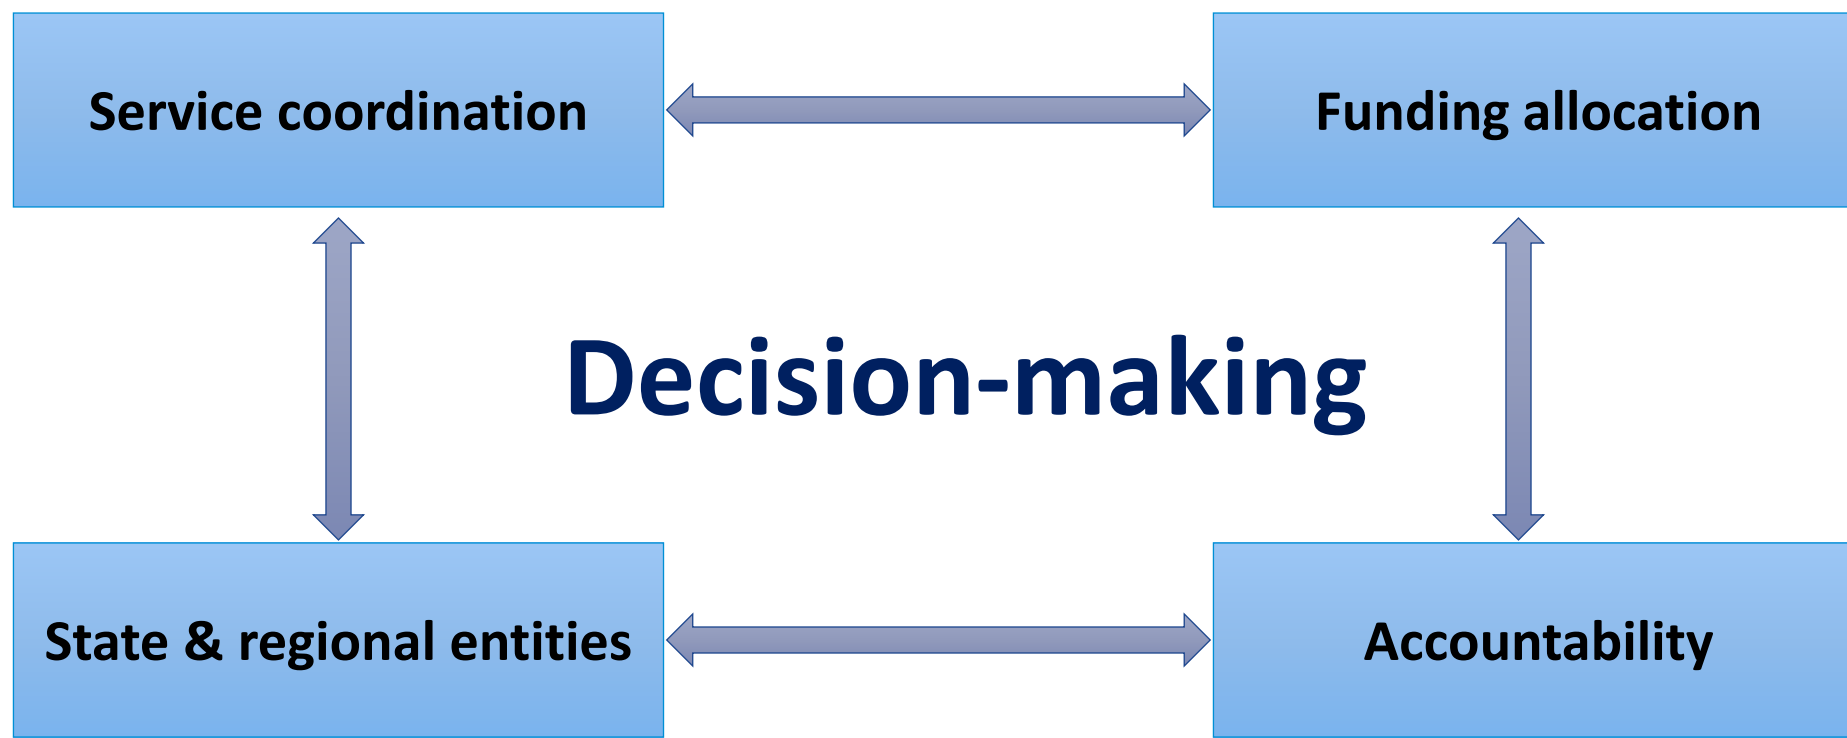 Service coordination
Funding allocation
Decision-making
State & regional entities
Accountability